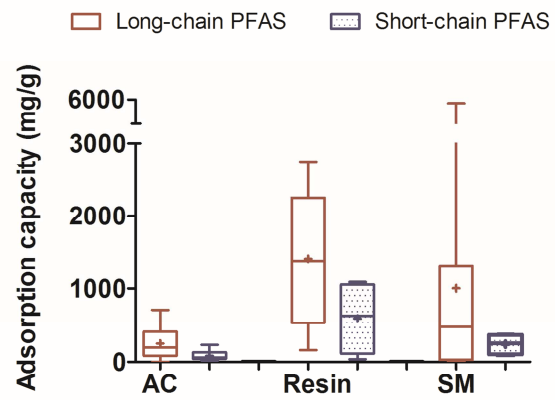 Long-chain PFAS Short-chain PFAS
Adsorption capacity (mg/g)
6000
3000
2000
1000
0
AC Resin SM